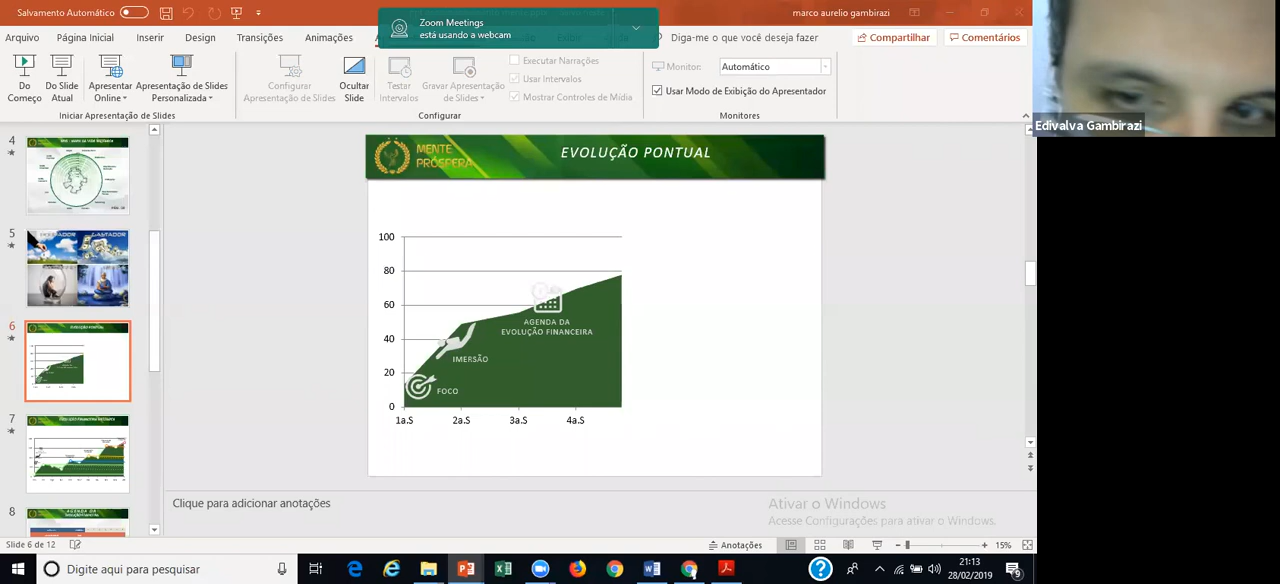 Salvamento Automático
marco aurelio gambirazi
Zoom Meetings
está usando a webcam
Arquivo Página Inicial Inserir Design Transições Animações Diga-me o que você deseja fazer Compartilhar Comentários
Do Começo
Do Slide Atual
Apresentar Online
Apresentação de Slides Personalizada
Configurar Apresentação de Slides
Ocultar Slide
Testar Intervalos
Gravar Apresentação de Slides
Executar Narrações
Usar Intervalos
Mostrar Controles de Mídia
Monitor: Automático
Usar Modo de Exibição do Apresentador
Iniciar Apresentação de Slides
Configurar
Monitores
Edivalva Gambirazi
4
5
6
7
8
MENTE
PRÓSPERA
EVOLUÇÃO PONTUAL
100
80
60
40
20
0
AGENDA DA
EVOLUÇÃO FINANCEIRA
IMERSÃO
FOCO
1a.S 2a.S 3a.S 4a.S
Clique para adicionar anotações
Ativar o Windows
Acesse Configurações para ativar o Windows.
Slide 6 de 12
Anotações
15%
Digite aqui para pesquisar
21:13
28/02/2019
9